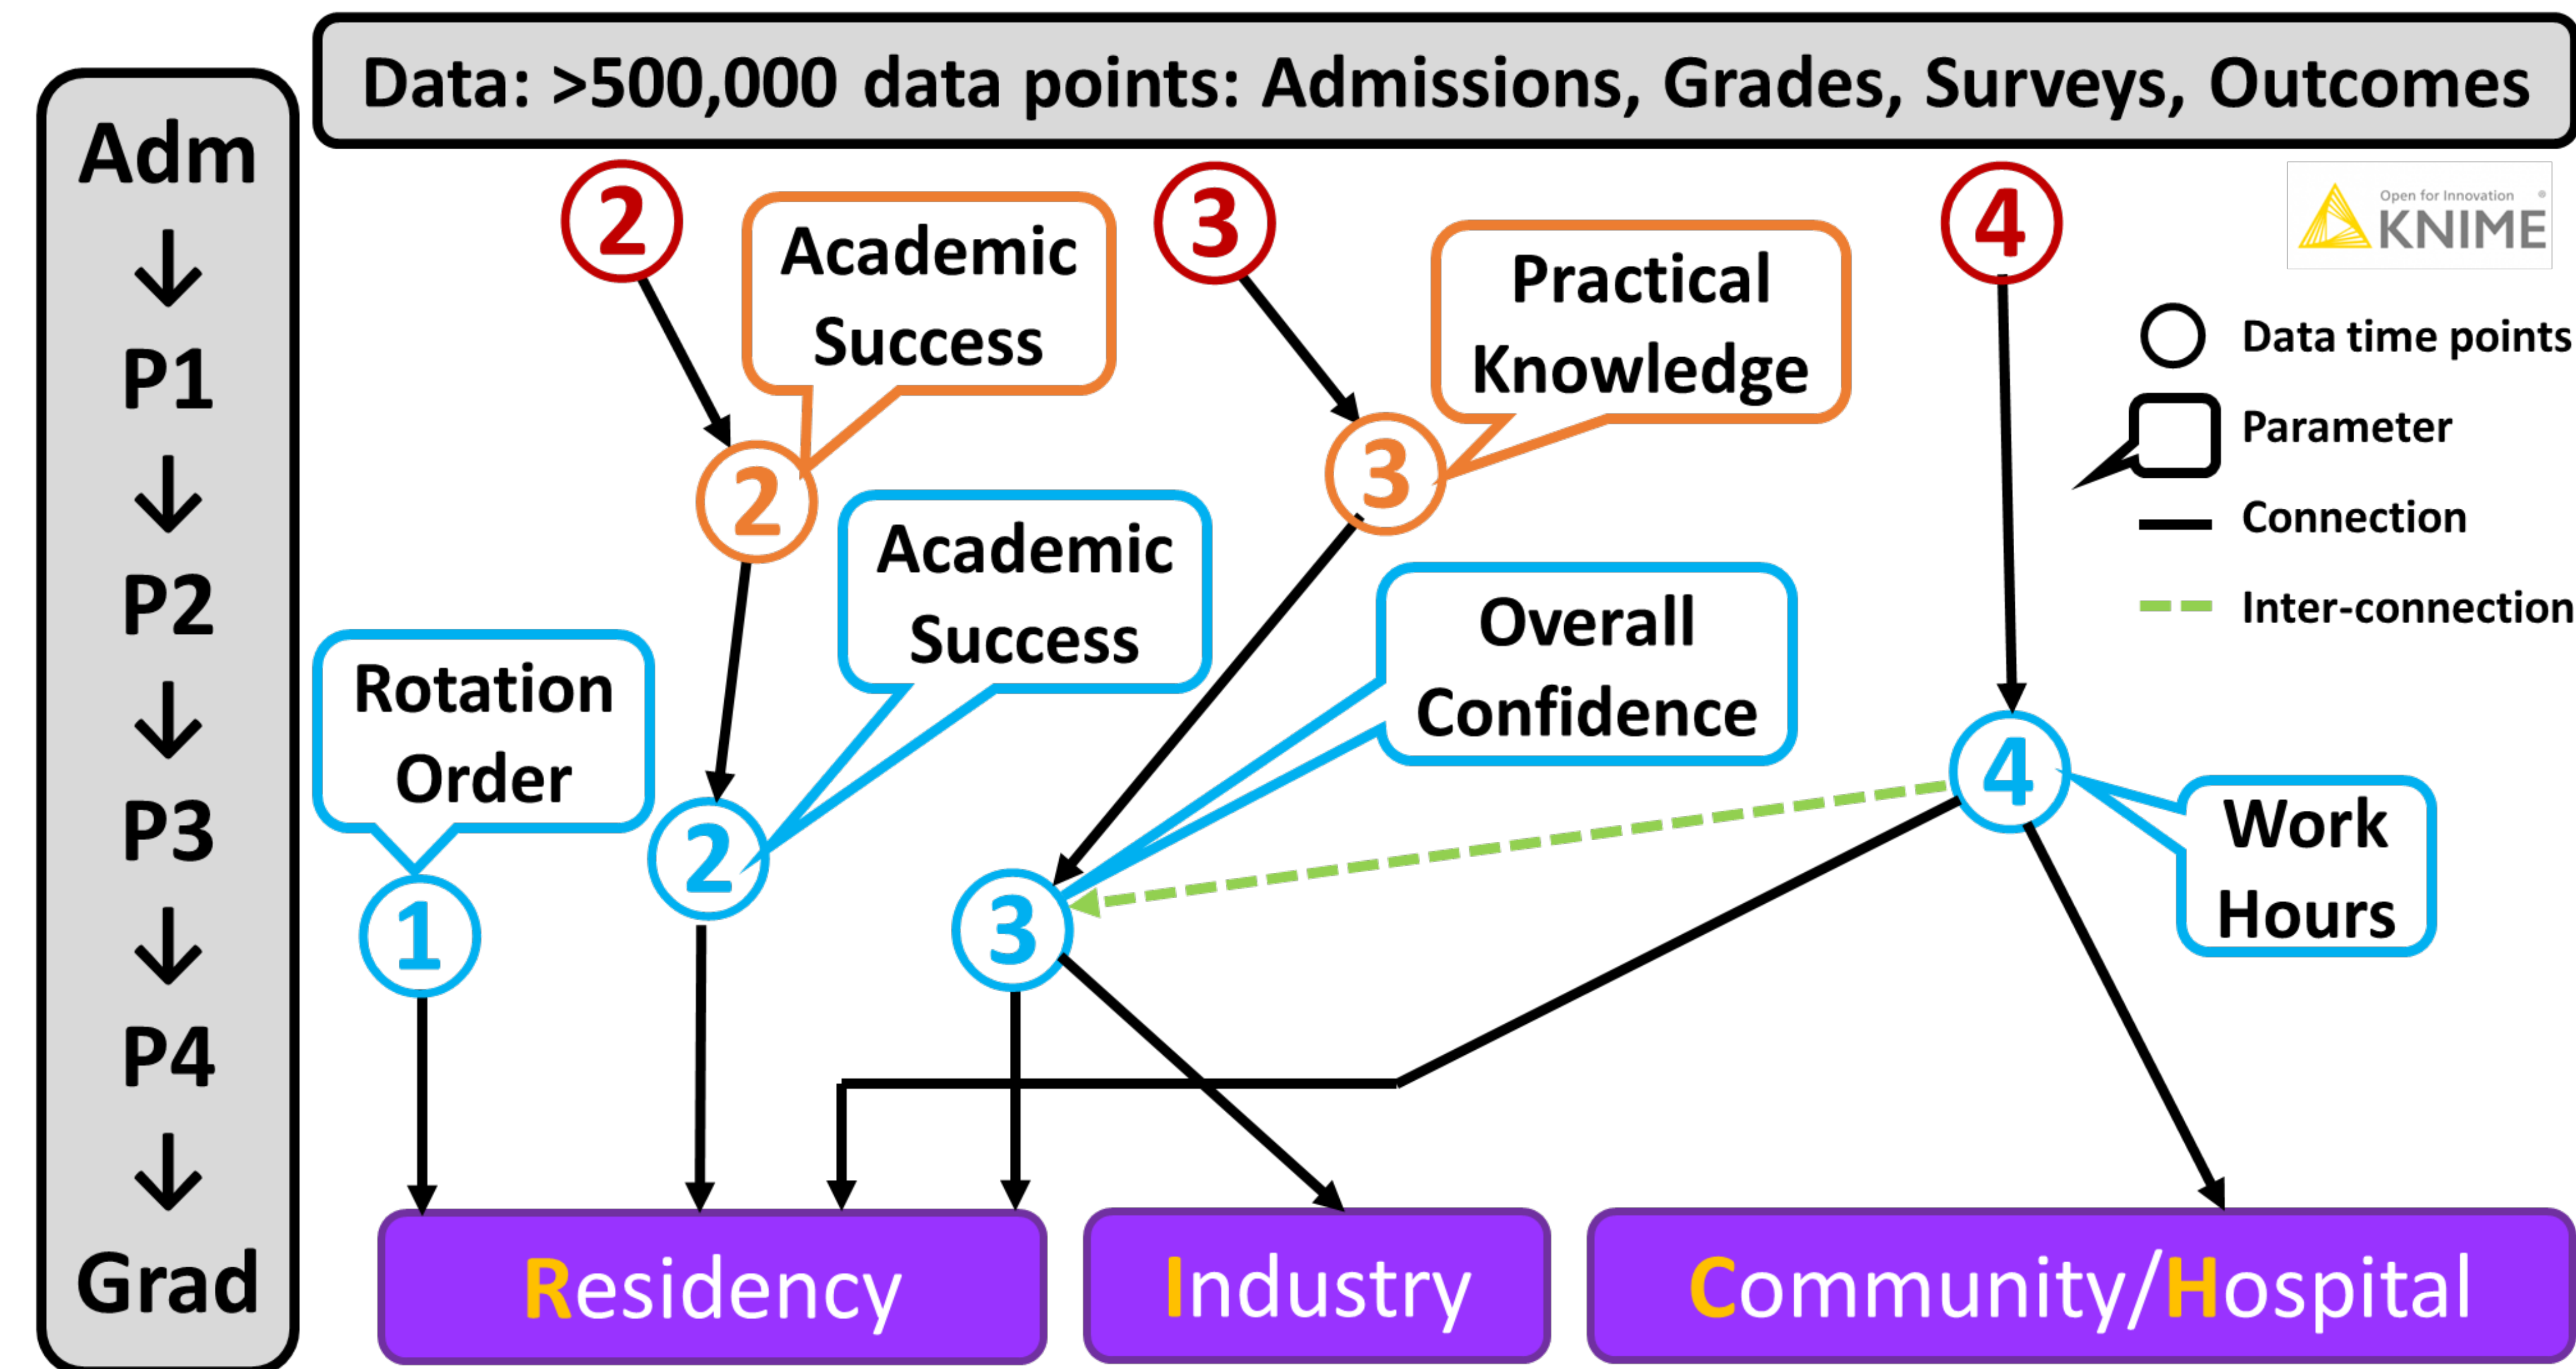 Data: >500,000 data points: Admissions, Grades, Surveys, Outcomes
Adm
↓
P1
↓
P2
↓
P3
↓
P4
↓
Grad
2
Academic
Success
3
Practical
Knowledge
4
Open for Innovation ®
KNIME
Data time points
Parameter
Connection
Inter-connection
2
3
Academic
Success
Overall
Confidence
Rotation
Order
1
2
3
4
Work
Hours
Residency
Industry
Community/Hospital